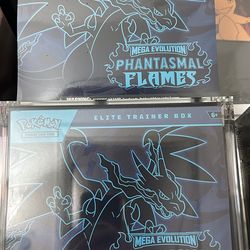 MEGA EVOLUTION
PHANTASMAL
FLAMES
Pokémon
ELITE TRAINER BOX
6+
MEGA EVOLUTION